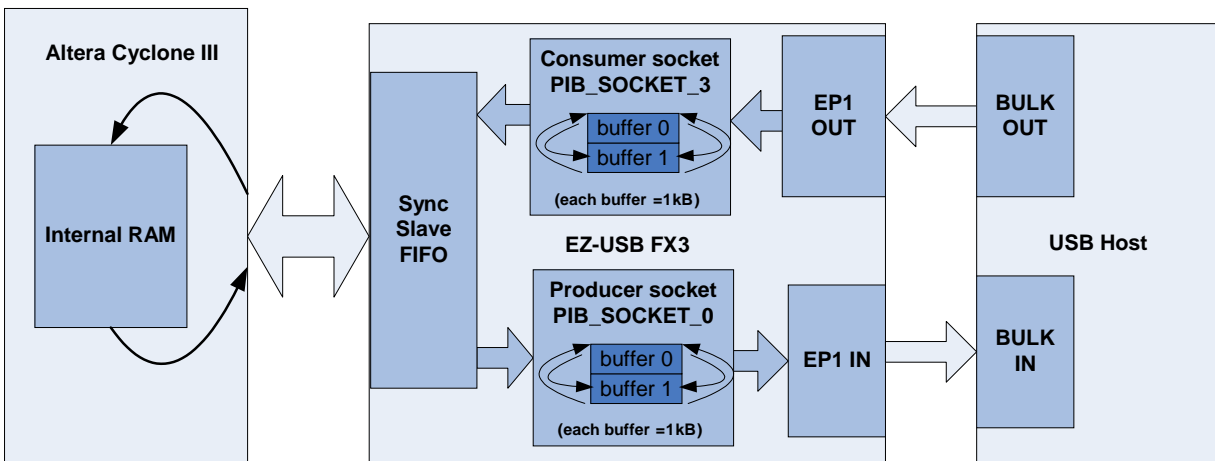 Altera Cyclone III
Internal RAM
Sync
Slave
FIFO
Consumer socket
PIB_SOCKET_3
buffer 0
buffer 1
(each buffer =1kB)
EP1
OUT
BULK
OUT
EZ-USB FX3
USB Host
Producer socket
PIB_SOCKET_0
buffer 0
buffer 1
(each buffer =1kB)
EP1 IN
BULK
IN